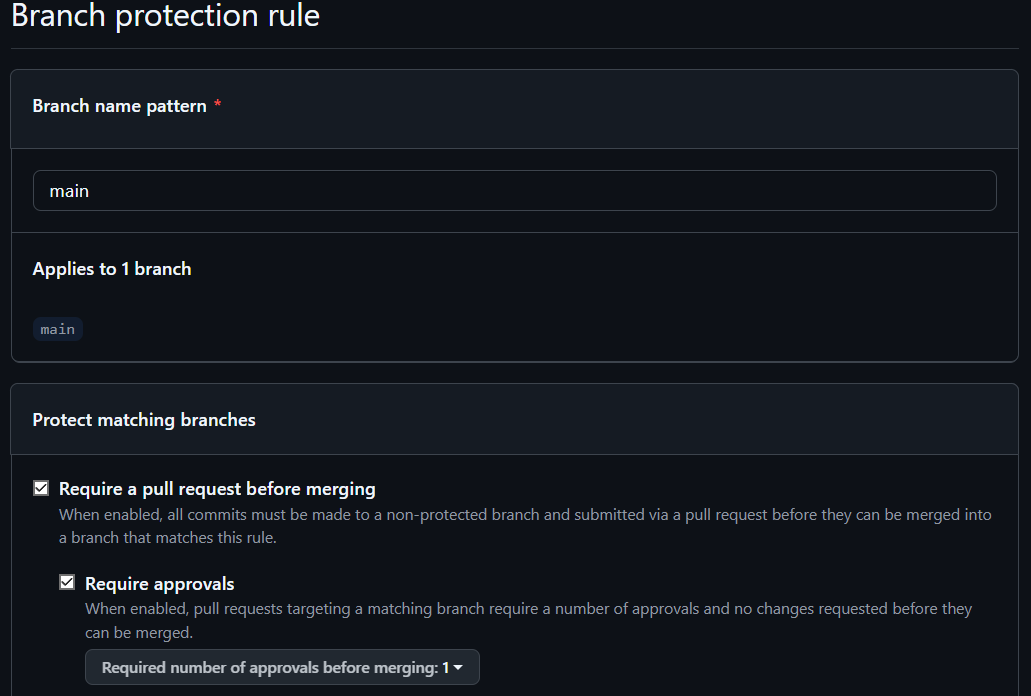 Branch protection rule
Branch name pattern *
main
Applies to 1 branch
main
Protect matching branches
Require a pull request before merging
When enabled, all commits must be made to a non-protected branch and submitted via a pull request before they can be merged into
a branch that matches this rule.
Require approvals
When enabled, pull requests targeting a matching branch require a number of approvals and no changes requested before they
can be merged.
Required number of approvals before merging: 1